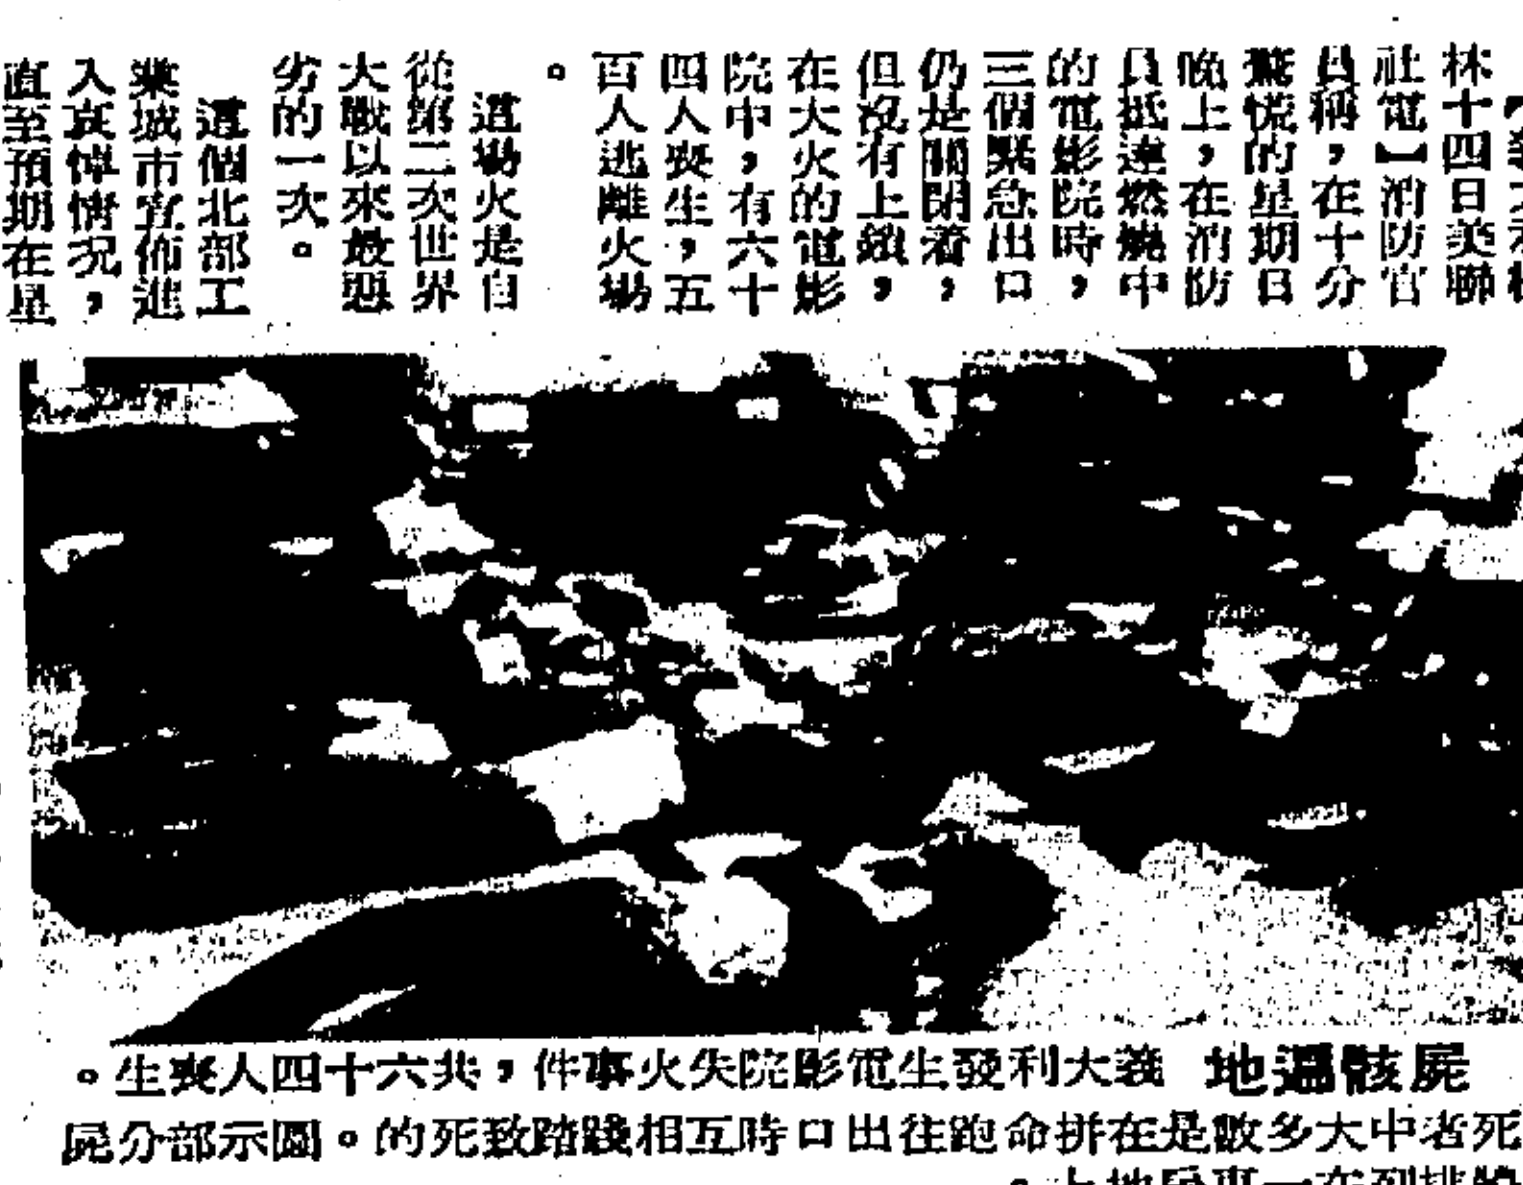 林十四日美聯
社電】消防官
員稱，在十分
驚慌的星期日
晚上，在消防
員抵達燃燒中
的電影院時，
三個緊急出口
仍是關閉着，
但沒有上鎖，
在大火的電影
院中，有六十
四人喪生，五
百人逃離火場
。
這場火是自
從第二次世界
大戰以來最惡
劣的一次。
這個北部工
業城市宣佈進
入哀悼情況，
直至預期在星
屍骸遍地 義大利發生電影院失火事件，共六十四人喪生。
死者中大多數是在拼命跑往出口時互相踐踏致死的。圖示部分屍